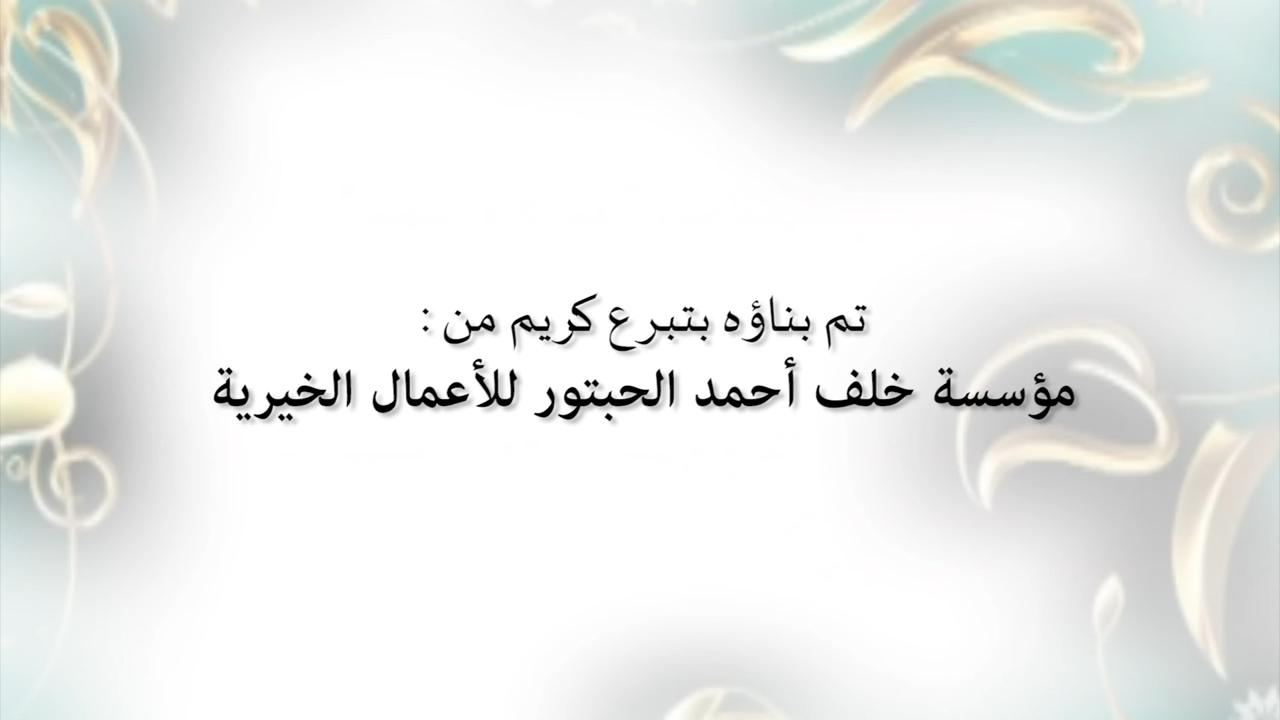 تم بناؤه بتبرع كريم من :
مؤسسة خلف أحمد الحبتور للأعمال الخيرية